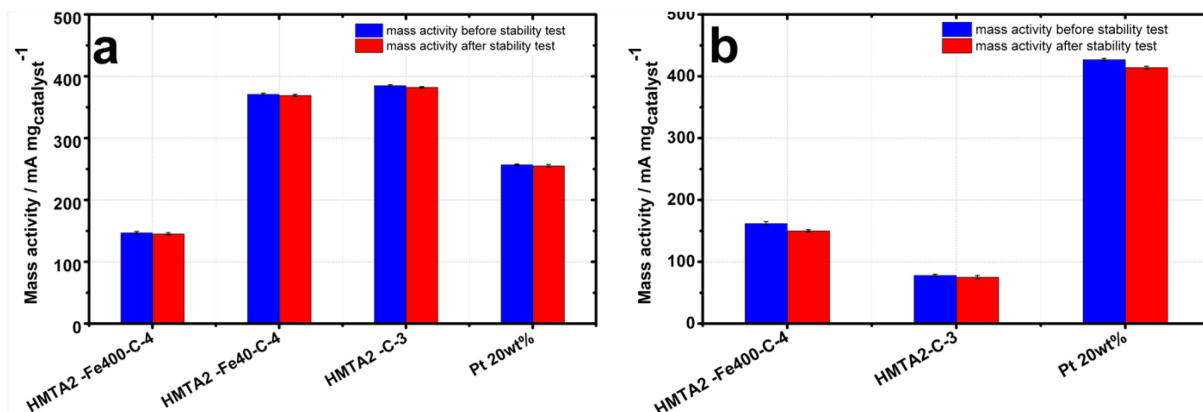 a
mass activity before stability test
mass activity after stability test
Mass activity / mA mgcatalyst-1
500
400
300
200
100
0
HMTA2 -Fe400-C-4
HMTA2 -Fe40-C-4
HMTA2 -C-3
Pt 20wt%
b
mass activity before stability test
mass activity after stability test
Mass activity / mA mgcatalyst-1
500
400
300
200
100
0
HMTA2 -Fe400-C-4
HMTA2-C-3
Pt 20wt%